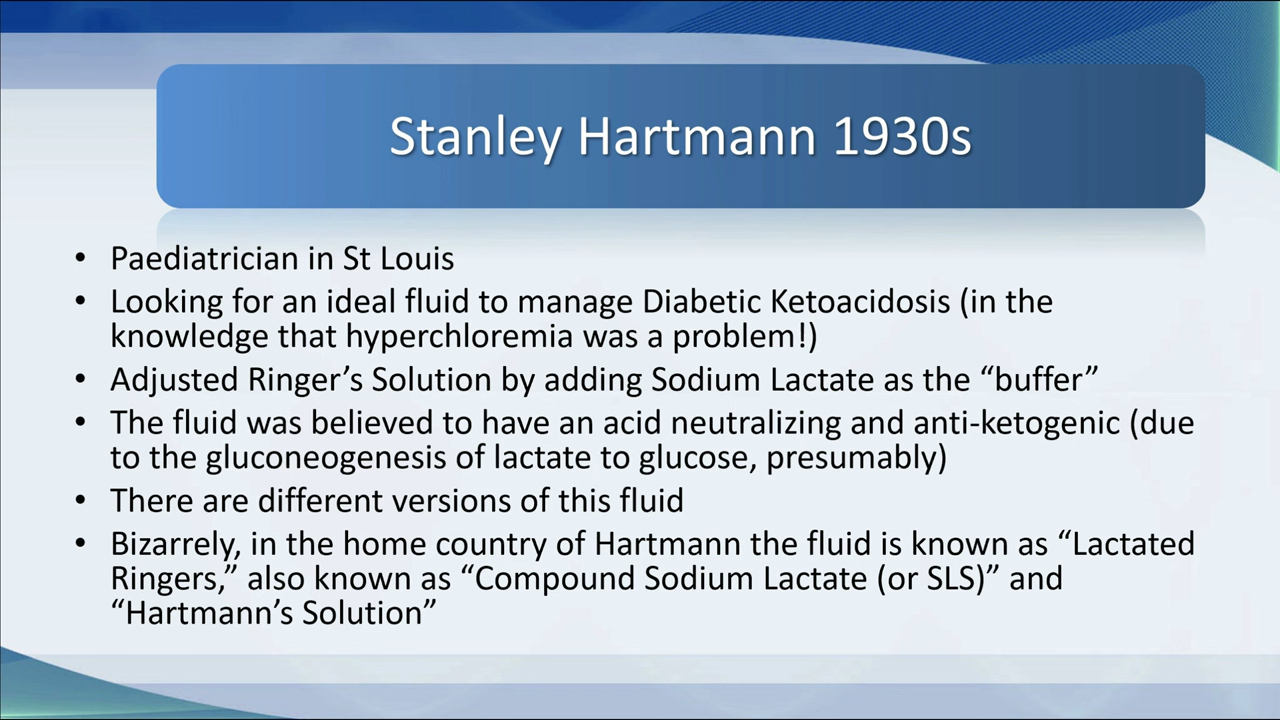 Stanley Hartmann 1930s
• Paediatrician in St Louis
• Looking for an ideal fluid to manage Diabetic Ketoacidosis (in the
knowledge that hyperchloremia was a problem!)
• Adjusted Ringer’s Solution by adding Sodium Lactate as the “buffer”
• The fluid was believed to have an acid neutralizing and anti-ketogenic (due
to the gluconeogenesis of lactate to glucose, presumably)
• There are different versions of this fluid
• Bizarrely, in the home country of Hartmann the fluid is known as “Lactated
Ringers,” also known as “Compound Sodium Lactate (or SLS)” and
“Hartmann’s Solution”